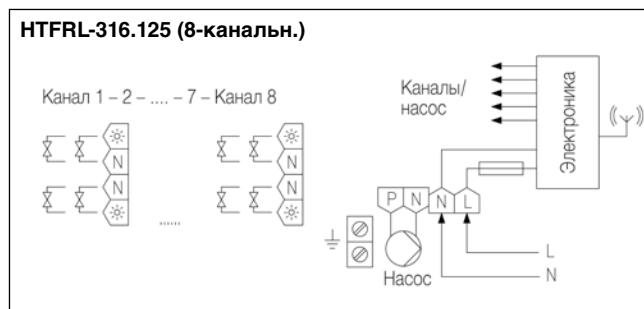 HTFRL-316.125 (8-канальн.)
Канал 1 – 2 – .... – 7 – Канал 8
N
N
......
N
N
Каналы/
насос
Электроника
P N N L
Насос
L
N